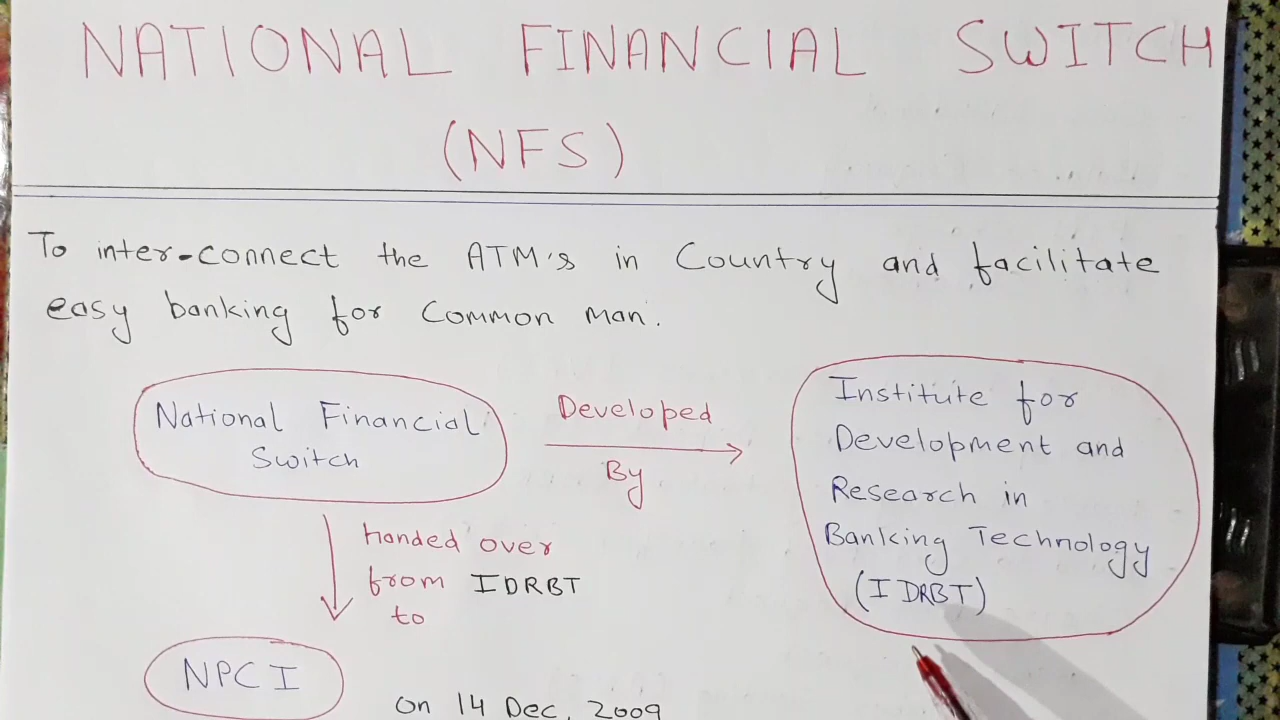 NATIONAL FINANCIAL SWITCH
(NFS)
To inter-connect the ATM's in Country and facilitate
easy banking for Common man.
National Financial
Switch
Developed
By
Institute for
Development and
Research in
Banking Technology
(IDRBT)
Handed over
from IDRBT
to
NPCI
on 14 Dec, 2009